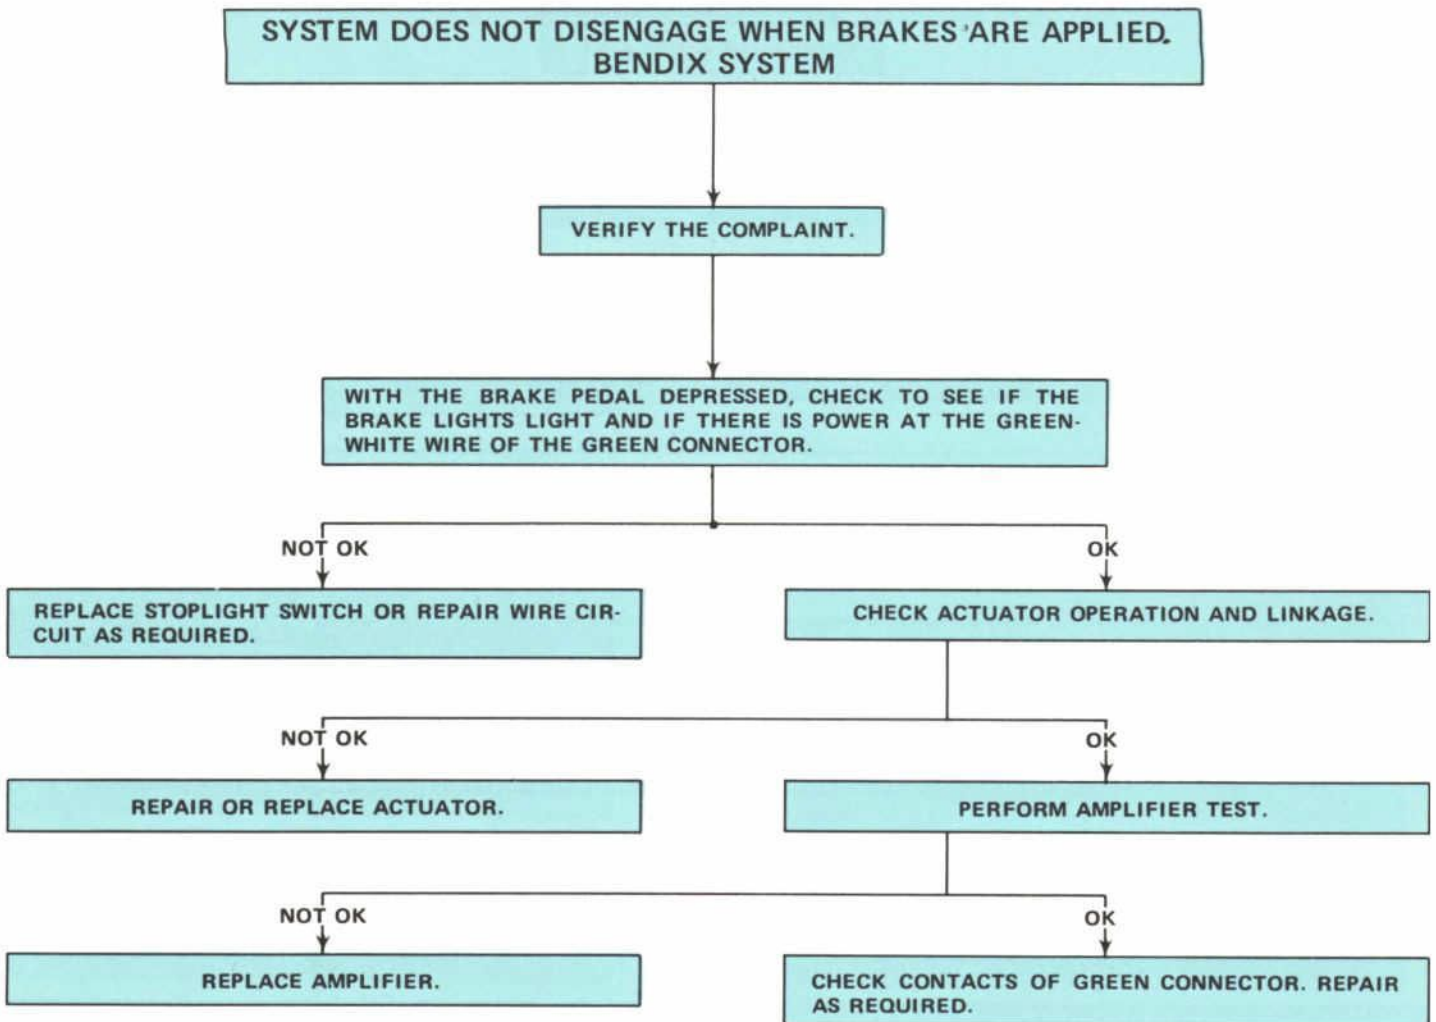 SYSTEM DOES NOT DISENGAGE WHEN BRAKES ARE APPLIED.
BENDIX SYSTEM
VERIFY THE COMPLAINT.
WITH THE BRAKE PEDAL DEPRESSED, CHECK TO SEE IF THE
BRAKE LIGHTS LIGHT AND IF THERE IS POWER AT THE GREEN-
WHITE WIRE OF THE GREEN CONNECTOR.
NOT OK
OK
REPLACE STOPLIGHT SWITCH OR REPAIR WIRE CIR-
CUIT AS REQUIRED.
CHECK ACTUATOR OPERATION AND LINKAGE.
NOT OK
OK
REPAIR OR REPLACE ACTUATOR.
PERFORM AMPLIFIER TEST.
NOT OK
OK
REPLACE AMPLIFIER.
CHECK CONTACTS OF GREEN CONNECTOR. REPAIR
AS REQUIRED.